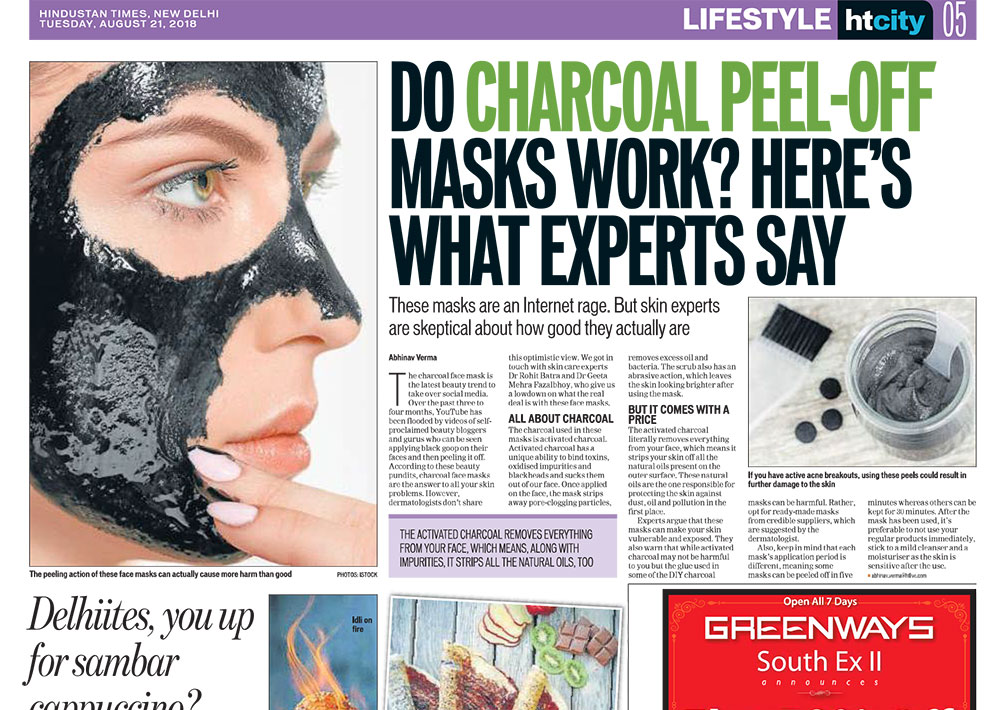 HINDUSTAN TIMES, NEW DELHI
TUESDAY, AUGUST 21, 2018
LIFESTYLE
htcity
05
DO CHARCOAL PEEL-OFF
MASKS WORK? HERE'S
WHAT EXPERTS SAY
These masks are an Internet rage. But skin experts
are skeptical about how good they actually are
Abhinav Verma
The charcoal face mask is
the latest beauty trend to
take over social media.
Over the past three to
four months, YouTube has
been flooded by videos of self-
proclaimed beauty bloggers
and gurus who can be seen
applying black goop on their
faces and then peeling it off.
According to these beauty
pundits, charcoal face masks
are the answer to all your skin
problems. However,
dermatologists don't share
this optimistic view. We got in
touch with skin care experts
Dr Rohit Batra and Dr Geeta
Mehra Fazalbhoy, who give us
a lowdown on what the real
deal is with these face masks.
ALL ABOUT CHARCOAL
The charcoal used in these
masks is activated charcoal.
Activated charcoal has a
unique ability to bind toxins,
oxidised impurities and
blackheads and sucks them
out of our face. Once applied
on the face, the mask strips
away pore-clogging particles,
removes excess oil and
bacteria. The scrub also has an
abrasive action, which leaves
the skin looking brighter after
using the mask.
BUT IT COMES WITH A
PRICE
The activated charcoal
literally removes everything
from your face, which means it
strips your skin off all the
natural oils present on the
outer surface. These natural
oils are the one responsible for
protecting the skin against
dust, oil and pollution in the
first place.
Experts argue that these
masks can make your skin
vulnerable and exposed. They
also warn that while activated
charcoal may not be harmful
to you but the glue used in
some of the DIY charcoal
masks can be harmful. Rather,
opt for ready-made masks
from credible suppliers, which
are suggested by the
dermatologist.
Also, keep in mind that each
mask's application period is
different, meaning some
masks can be peeled off in five
minutes whereas others can be
kept for 30 minutes. After the
mask has been used, it's
preferable to not use your
regular products immediately,
stick to a mild cleanser and a
moisturiser as the skin is
sensitive after the use.
abhinav.verma@htlive.com
THE ACTIVATED CHARCOAL REMOVES EVERYTHING
FROM YOUR FACE, WHICH MEANS, ALONG WITH
IMPURITIES, IT STRIPS ALL THE NATURAL OILS, TOO
If you have active acne breakouts, using these peels could result in
further damage to the skin
The peeling action of these face masks can actually cause more harm than good
PHOTOS: ISTOCK
Delhiites, you up
for sambar
cappuccino?
Idli on
fire
Open All 7 Days
GREENWAYS
South Ex II
announces